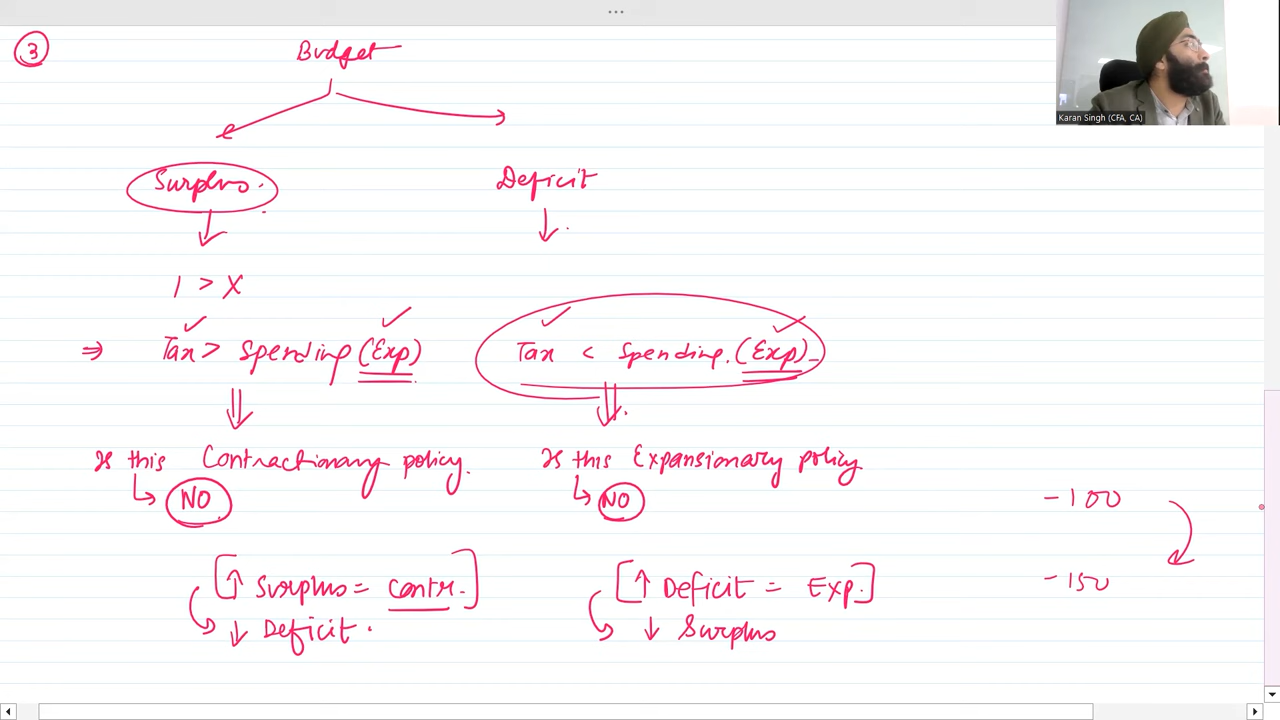 3 Budget
Karan Singh (CFA, CA)
Surplus. Deficit
I > X
⇒ Tax > Spending (Exp) Tax < Spending. (Exp)
Is this Contractionary policy. Is this Expansionary policy
NO NO
-100
[↑ Surplus = Contr.] [↑ Deficit = Exp.] -150
↓ Deficit. ↓ Surplus